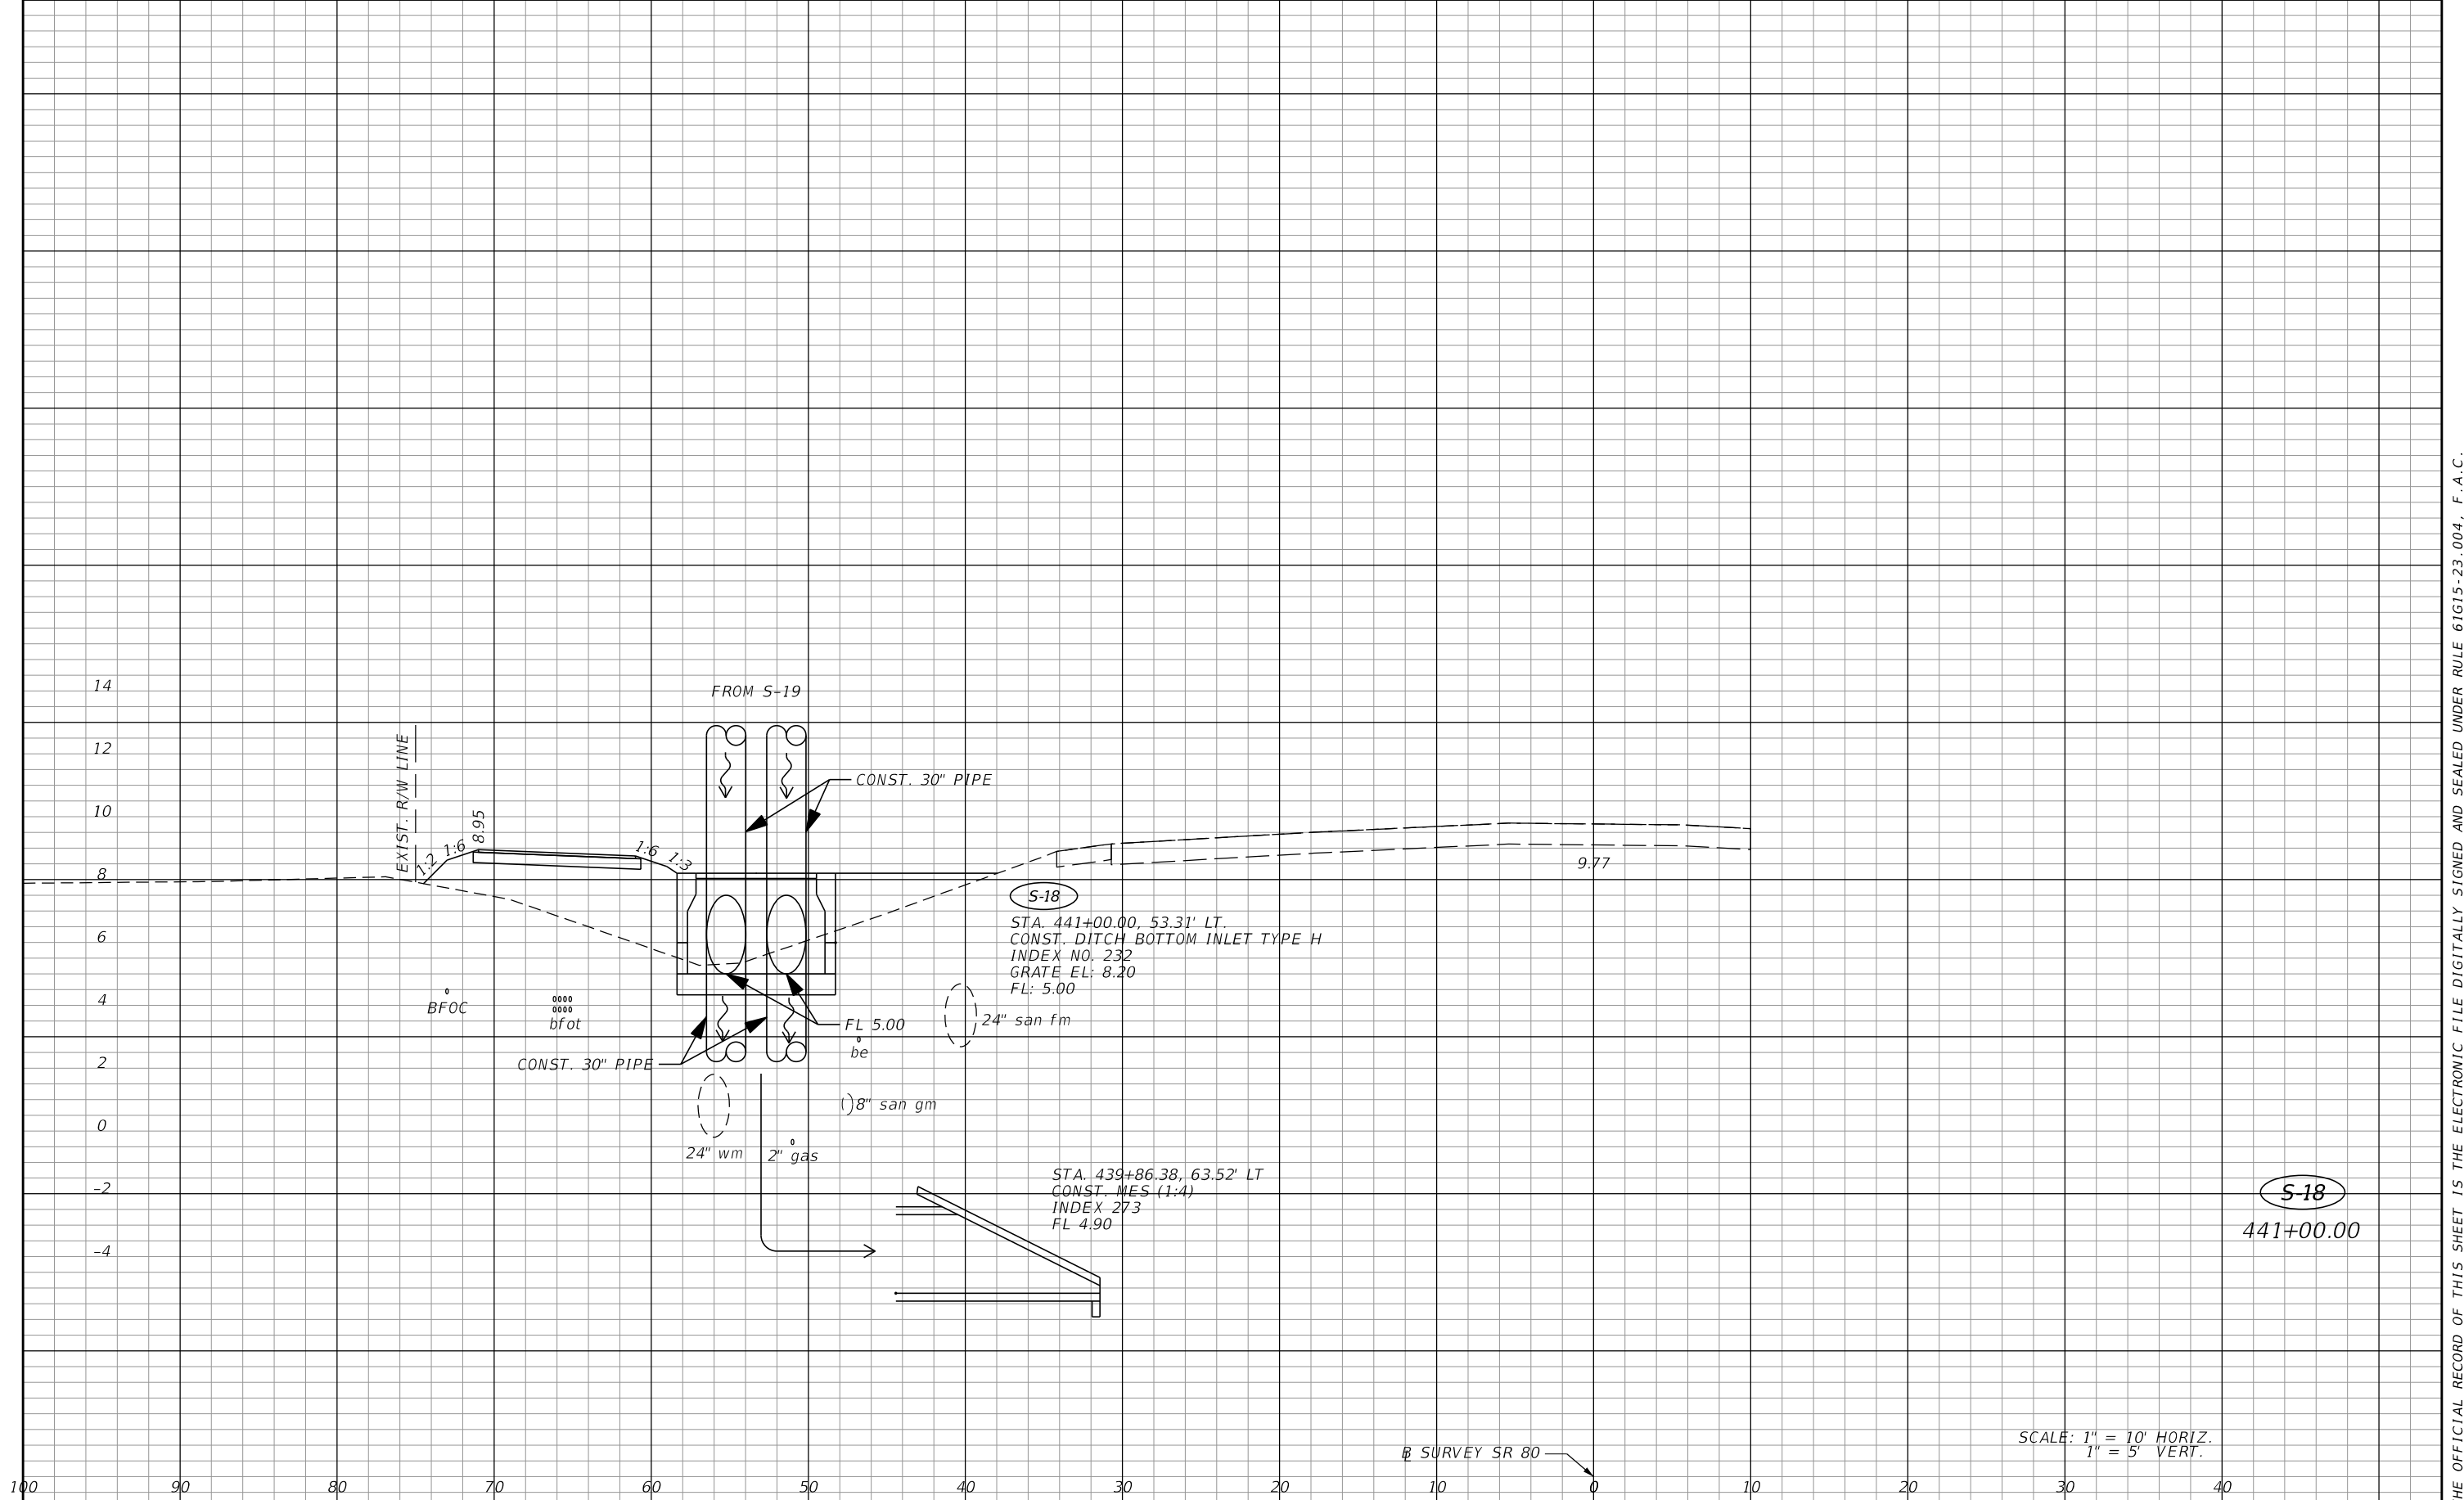 14
FROM S-19
12
EXIST. R/W LINE
CONST. 30" PIPE
10
8.95
1:2
1:6
1:6
1:3
9.77
8
S-18
STA. 441+00.00, 53.31' LT.
CONST. DITCH BOTTOM INLET TYPE H
INDEX NO. 232
GRATE EL: 8.20
FL: 5.00
6
4
BFOC
bfot
FL 5.00
24" san fm
be
2
CONST. 30" PIPE
8" san gm
0
24" wm
2" gas
STA. 439+86.38, 63.52' LT
CONST. MES (1:4)
INDEX 273
FL 4.90
-2
S-18
441+00.00
-4
SCALE: 1" = 10' HORIZ.
1" = 5' VERT.
B SURVEY SR 80
100 90 80 70 60 50 40 30 20 10 0 10 20 30 40
HE OFFICIAL RECORD OF THIS SHEET IS THE ELECTRONIC FILE DIGITALLY SIGNED AND SEALED UNDER RULE 61G15-23.004, F.A.C.